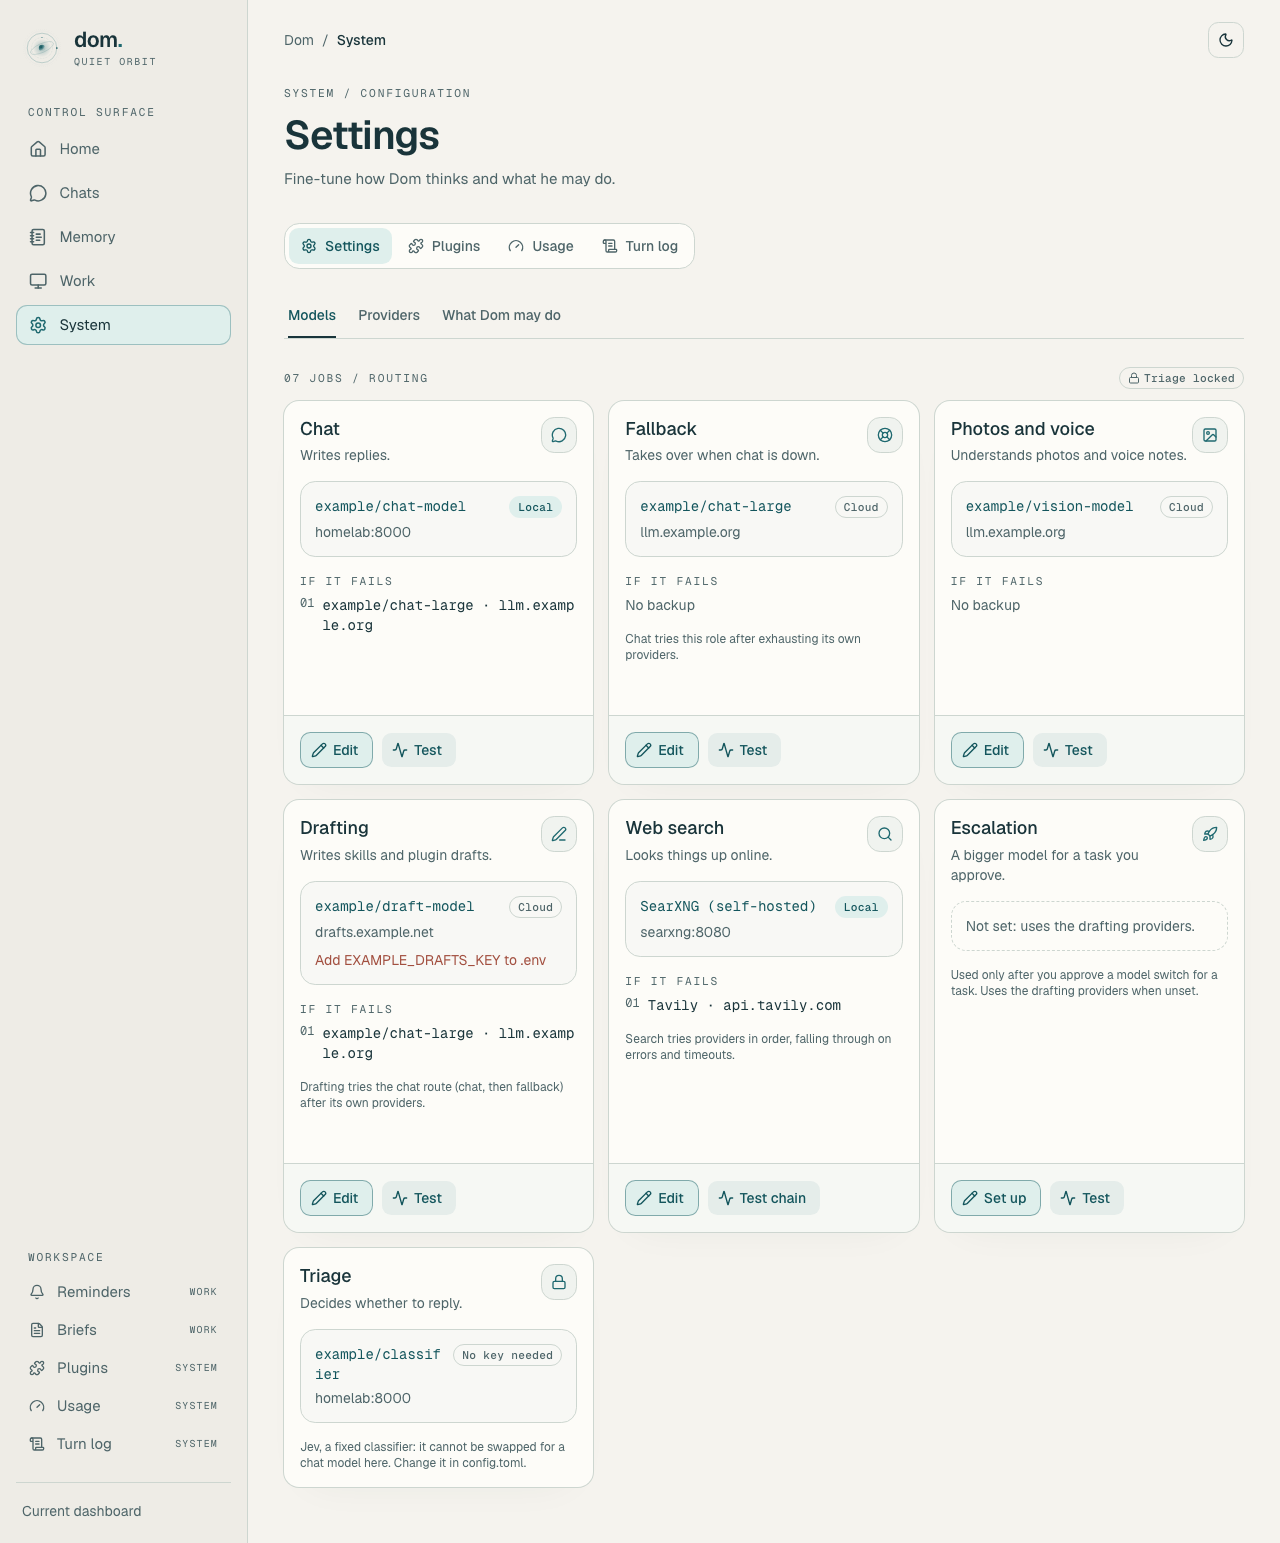 dom.
QUIET ORBIT
CONTROL SURFACE
Home
Chats
Memory
Work
System
WORKSPACE
Reminders WORK
Briefs WORK
Plugins SYSTEM
Usage SYSTEM
Turn log SYSTEM
Current dashboard
Dom / System
SYSTEM / CONFIGURATION
Settings
Fine-tune how Dom thinks and what he may do.
Settings Plugins Usage Turn log
Models Providers What Dom may do
07 JOBS / ROUTING
Triage locked
Chat
Writes replies.
example/chat-model Local
homelab:8000
IF IT FAILS
01 example/chat-large · llm.examp
le.org
Edit Test
Fallback
Takes over when chat is down.
example/chat-large Cloud
llm.example.org
IF IT FAILS
No backup
Chat tries this role after exhausting its own
providers.
Edit Test
Photos and voice
Understands photos and voice notes.
example/vision-model Cloud
llm.example.org
IF IT FAILS
No backup
Edit Test
Drafting
Writes skills and plugin drafts.
example/draft-model Cloud
drafts.example.net
Add EXAMPLE_DRAFTS_KEY to .env
IF IT FAILS
01 example/chat-large · llm.examp
le.org
Drafting tries the chat route (chat, then fallback)
after its own providers.
Edit Test
Web search
Looks things up online.
SearXNG (self-hosted) Local
searxng:8080
IF IT FAILS
01 Tavily · api.tavily.com
Search tries providers in order, falling through on
errors and timeouts.
Edit Test chain
Escalation
A bigger model for a task you
approve.
Not set: uses the drafting providers.
Used only after you approve a model switch for a
task. Uses the drafting providers when unset.
Set up Test
Triage
Decides whether to reply.
example/classif No key needed
ier
homelab:8000
Jev, a fixed classifier: it cannot be swapped for a
chat model here. Change it in config.toml.